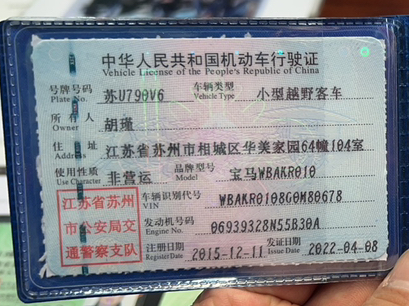 中华人民共和国机动车行驶证
Vehicle License of the People's Republic of China
号牌号码 Plate No. 苏U790V6 车辆类型 Vehicle Type 小型越野客车
所有人 Owner 胡瑾
住址 Address 江苏省苏州市相城区华美家园64幢104室
使用性质 Use Character 非营运 品牌型号 Model 宝马WBAKR010
车辆识别代号 VIN WBAKR0108G0M80678
发动机号码 Engine No. 06939328N55B30A
注册日期 Register Date 2015-12-11 发证日期 Issue Date 2022-04-08
江苏省苏州
市公安局交
通警察支队